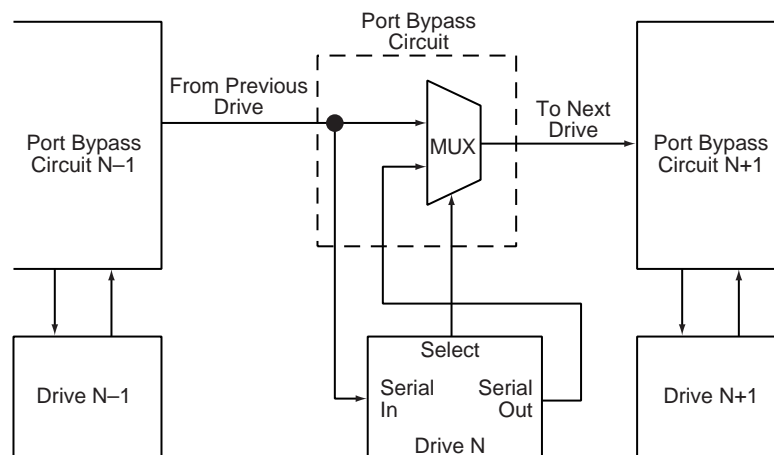 Port Bypass
Circuit
From Previous
Drive
To Next
Drive
Port Bypass
Circuit N–1
MUX
Port Bypass
Circuit N+1
Select
Drive N–1
Serial
In
Serial
Out
Drive N
Drive N+1